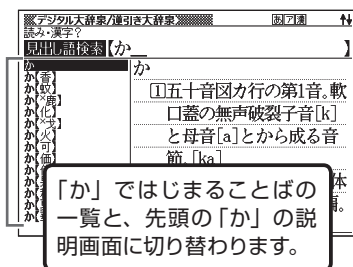 デジタル大辞泉/逆引き大辞泉
読み・漢字?
見出し語検索【か 】
か
か【香】
か【蚊】
か【×鹿】
か【化】
か【×戈】
か【火】
か【可】
か【価】
か
①五十音図カ行の第1音。軟
口蓋の無声破裂子音[k]
と母音[a]とから成る音
節。[ka]
「か」ではじまることばの
一覧と、先頭の「か」の説
明画面に切り替わります。